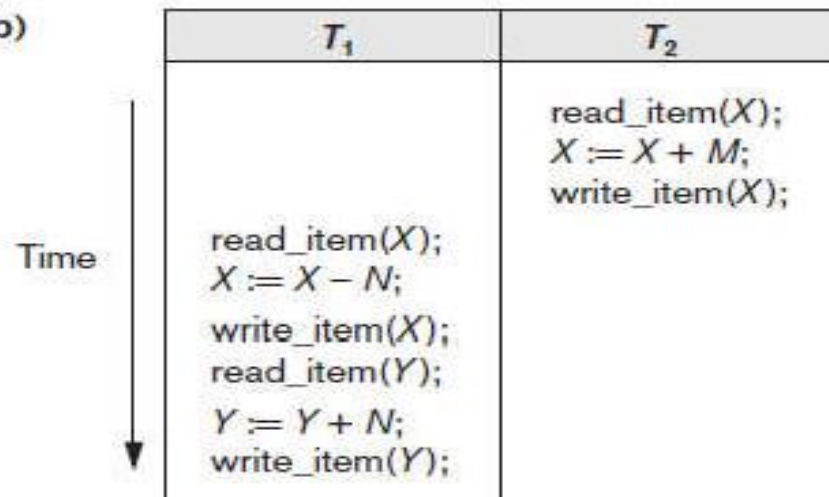 b)
T₁ T₂
read_item(X);
X := X + M;
write_item(X);
read_item(X);
Time
X := X – N;
write_item(X);
read_item(Y);
Y := Y + N;
write_item(Y);